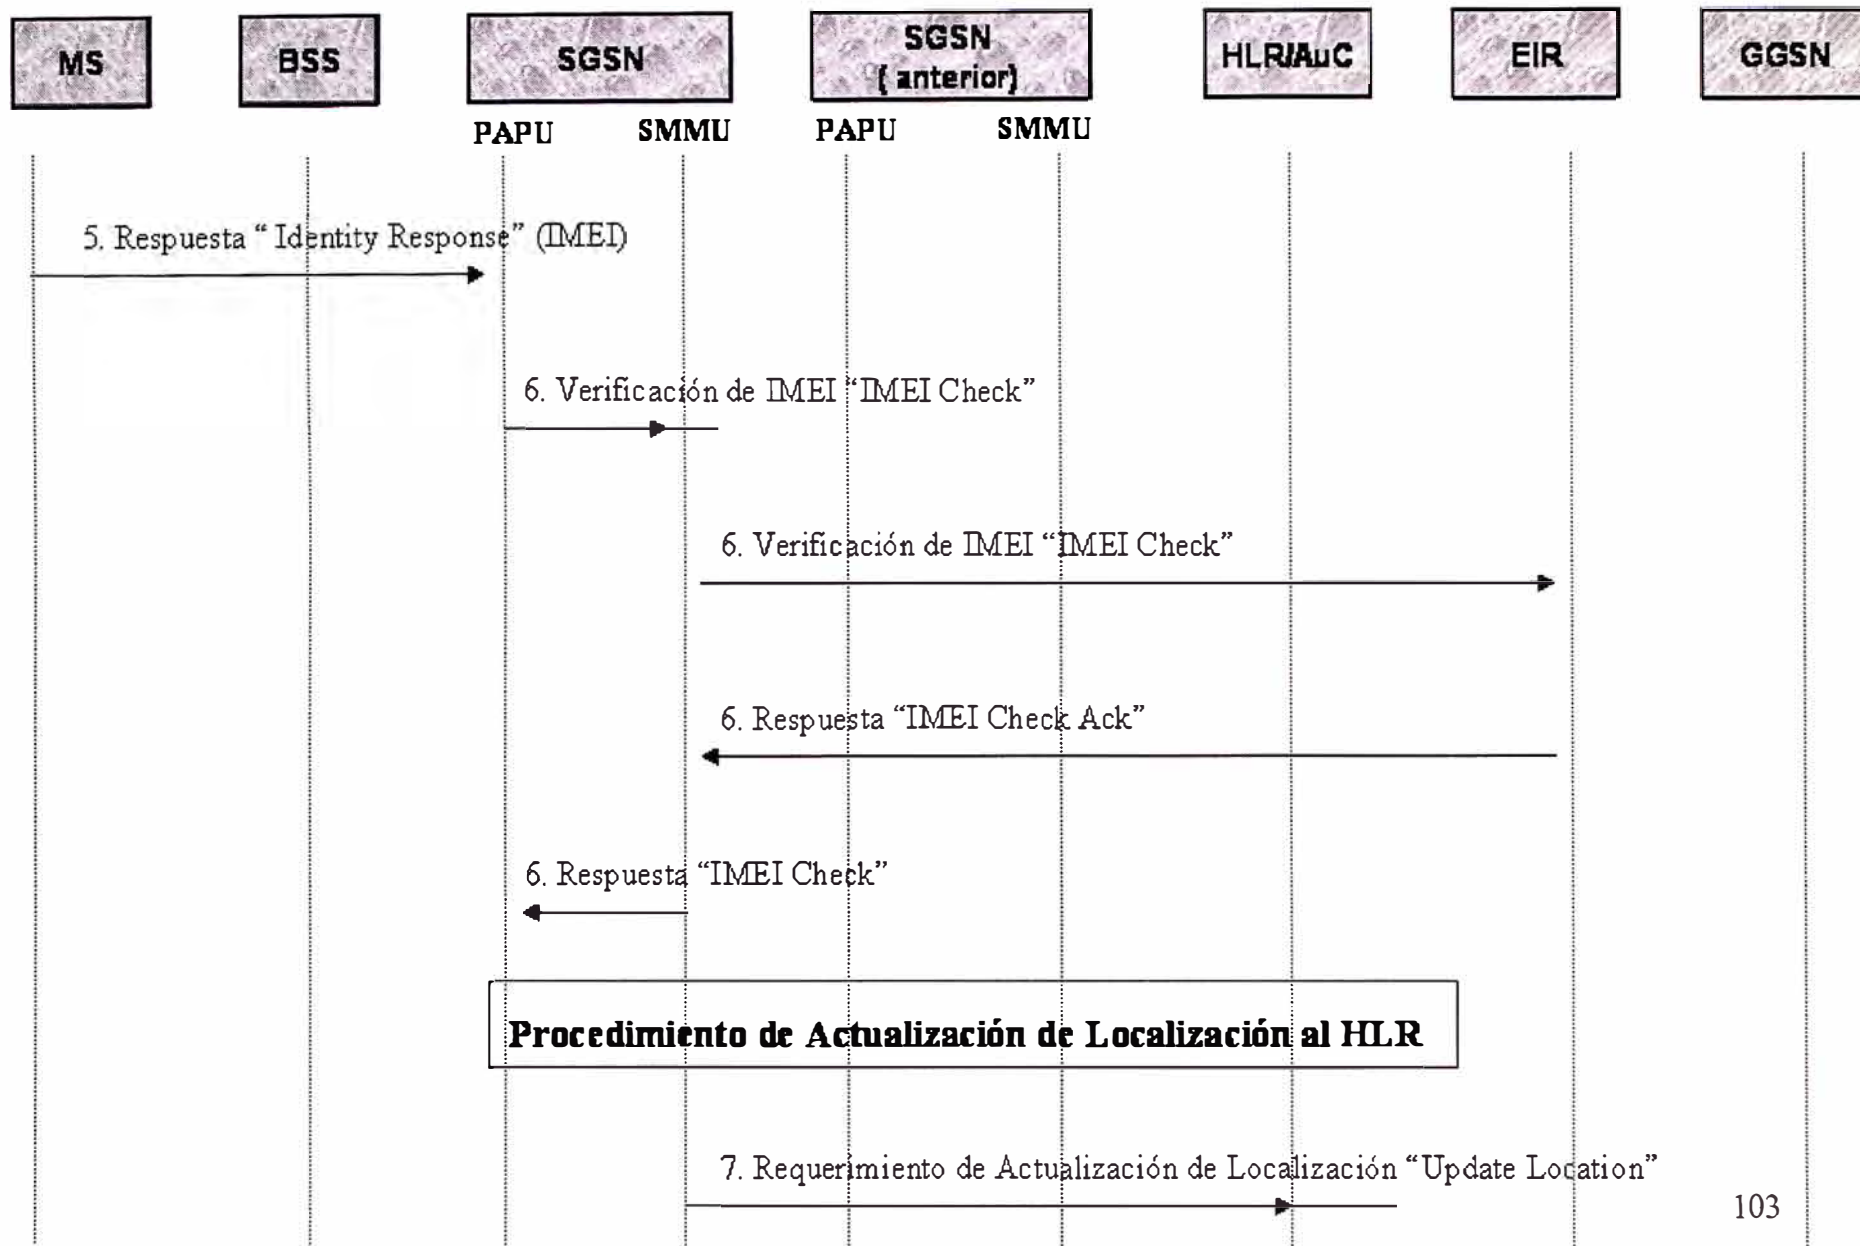 MS
BSS
SGSN
SGSN
( anterior)
HLR/AuC
EIR
GGSN
PAPU
SMMU
PAPU
SMMU
5. Respuesta “ Identity Response” (IMEI)
6. Verificación de IMEI “IMEI Check”
6. Verificación de IMEI “IMEI Check”
6. Respuesta “IMEI Check Ack”
6. Respuesta “IMEI Check”
Procedimiento de Actualización de Localización al HLR
7. Requerimiento de Actualización de Localización “Update Location”
103